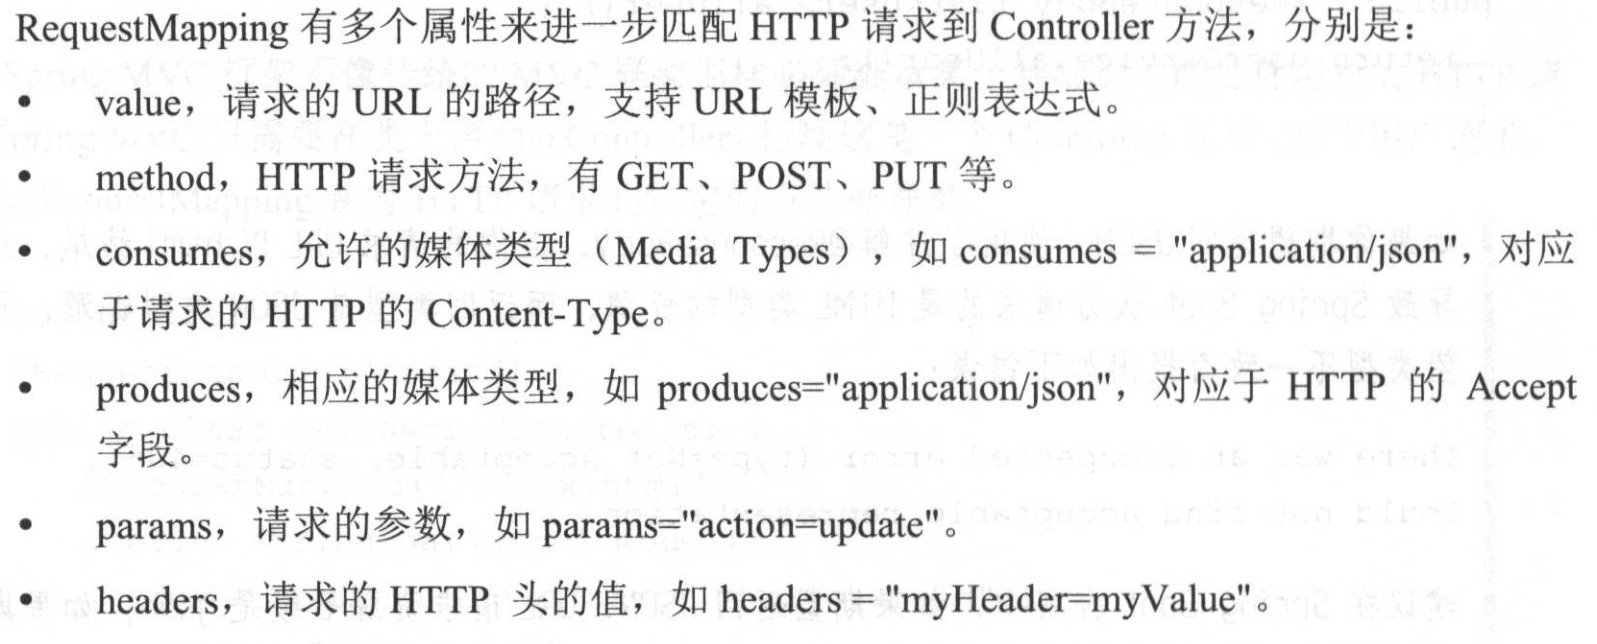 RequestMapping 有多个属性来进一步匹配 HTTP 请求到 Controller 方法，分别是：
• value，请求的 URL 的路径，支持 URL 模板、正则表达式。
• method，HTTP 请求方法，有 GET、POST、PUT 等。
• consumes，允许的媒体类型（Media Types），如 consumes = "application/json"，对应
于请求的 HTTP 的 Content-Type。
• produces，相应的媒体类型，如 produces="application/json"，对应于 HTTP 的 Accept
字段。
• params，请求的参数，如 params="action=update"。
• headers，请求的 HTTP 头的值，如 headers = "myHeader=myValue"。